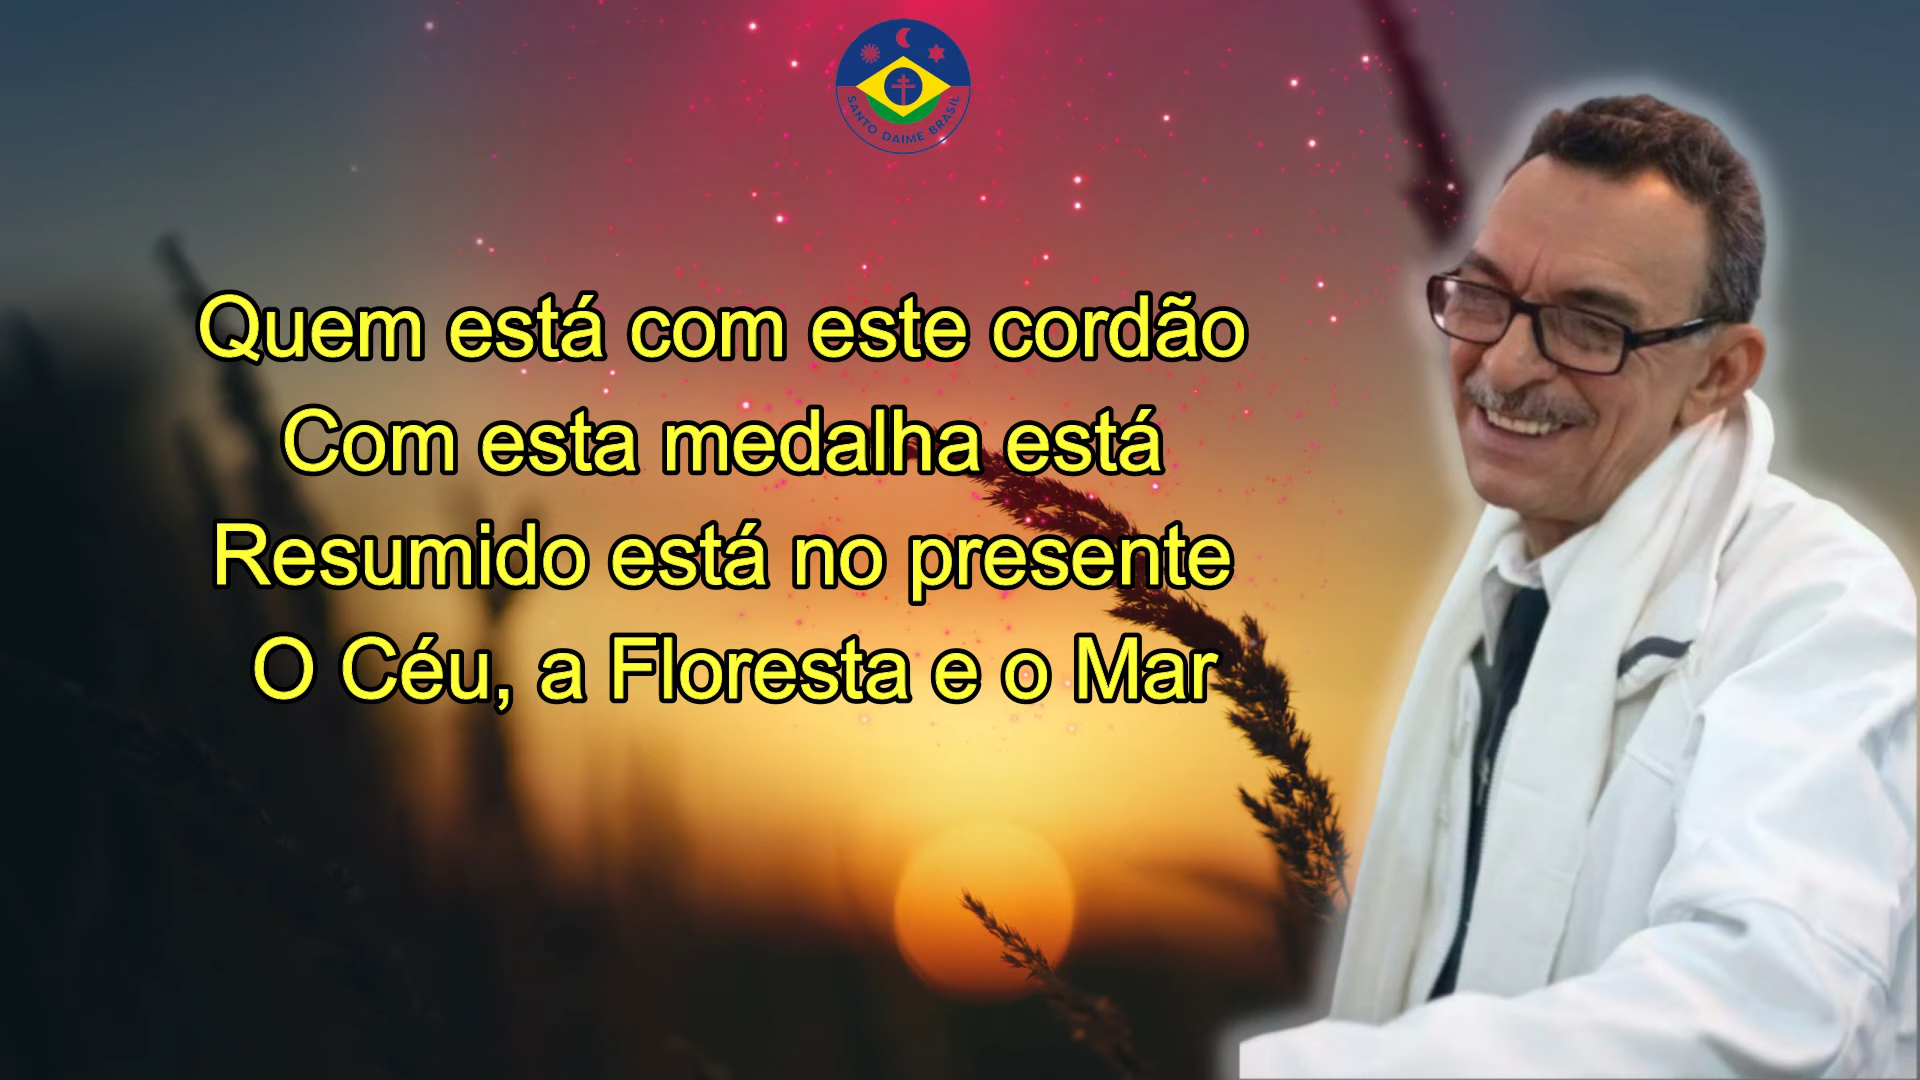 SANTO DAIME BRASIL
Quem está com este cordão
Com esta medalha está
Resumido está no presente
O Céu, a Floresta e o Mar